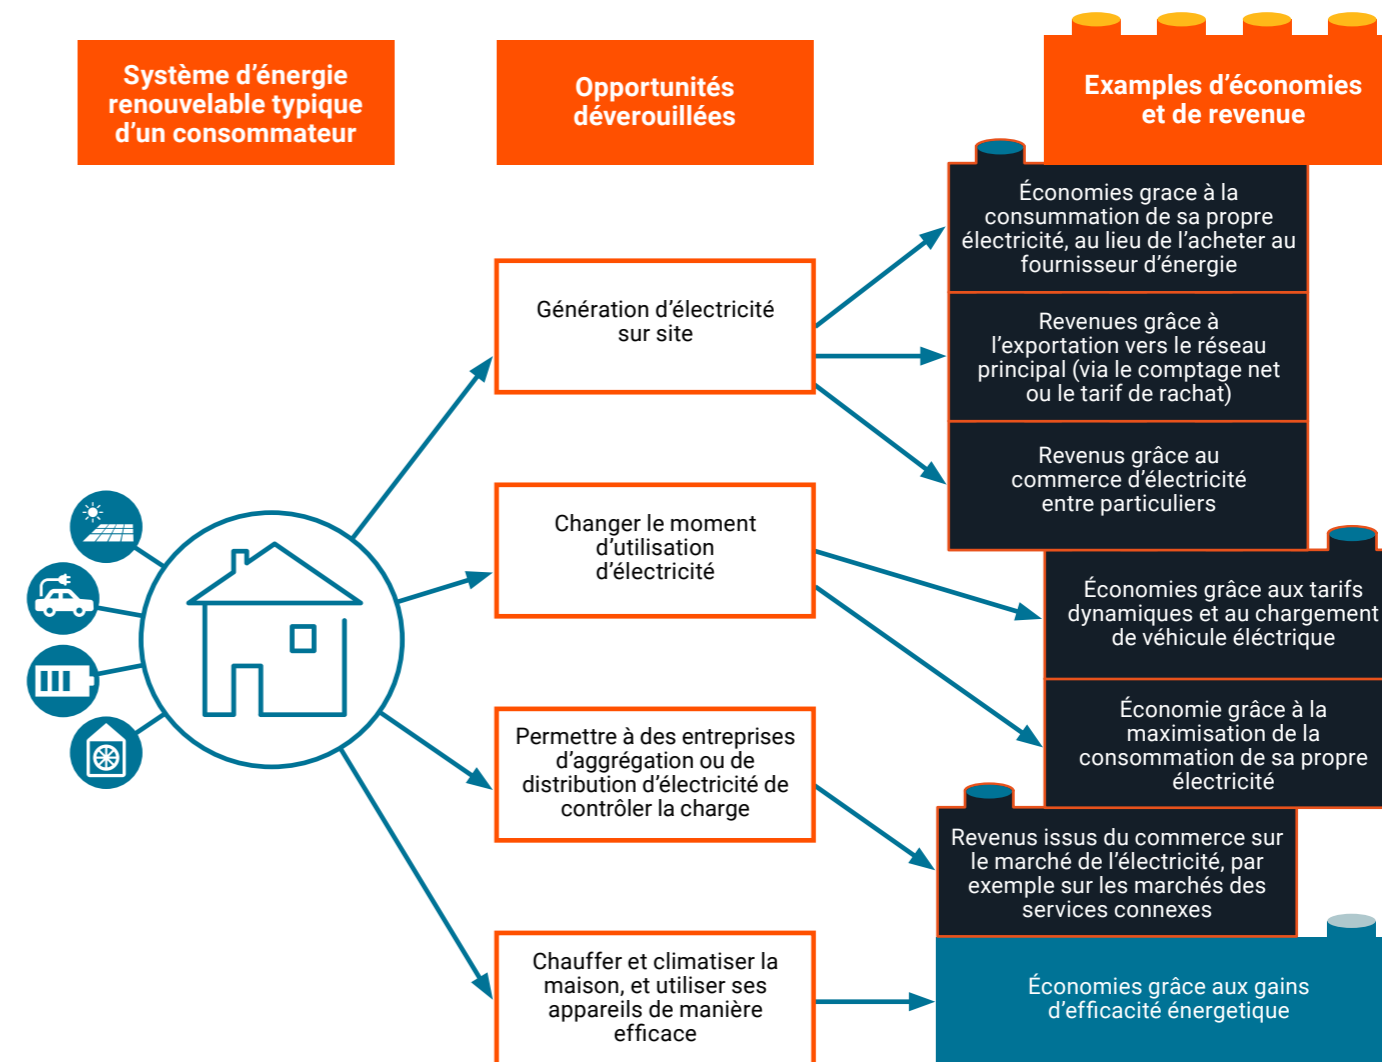 Système d’énergie
renouvelable typique
d’un consommateur
Opportunités
déverouillées
Examples d’économies
et de revenue
Génération d’électricité
sur site
Économies grace à la
consummation de sa propre
électricité, au lieu de l’acheter au
fournisseur d’énergie
Revenues grâce à
l’exportation vers le réseau
principal (via le comptage net
ou le tarif de rachat)
Revenus grâce au
commerce d’électricité
entre particuliers
Changer le moment
d’utilisation
d’électricité
Économies grâce aux tarifs
dynamiques et au chargement
de véhicule éléctrique
Économie grâce à la
maximisation de la
consommation de sa propre
électricité
Permettre à des entreprises
d’aggrégation ou de
distribution d’électricité de
contrôler la charge
Revenus issus du commerce sur
le marché de l’électricité, par
exemple sur les marchés des
services connexes
Chauffer et climatiser la
maison, et utiliser ses
appareils de manière
efficace
Économies grâce aux gains
d’efficacité énergetique